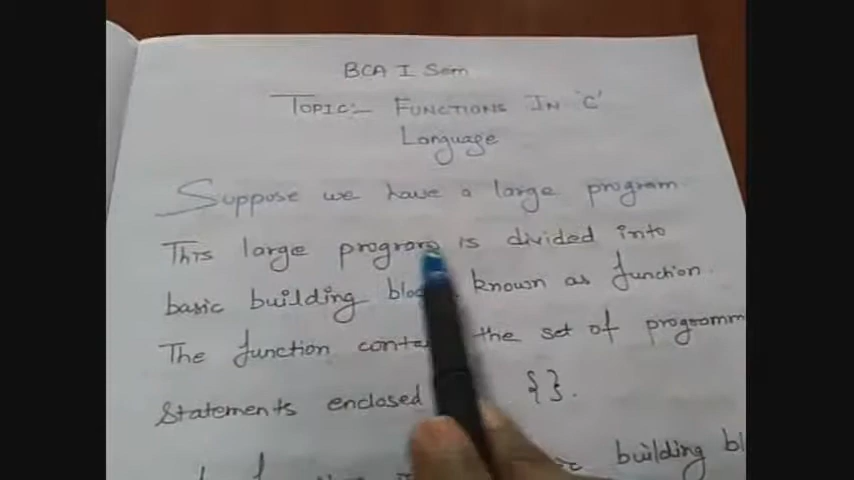 BCA I Sem
TOPIC:- FUNCTIONS IN 'C'
Language
Suppose we have a large program.
This large program is divided into
basic building known as function.
The function the set of programm
statements enclosed {}.
building bl